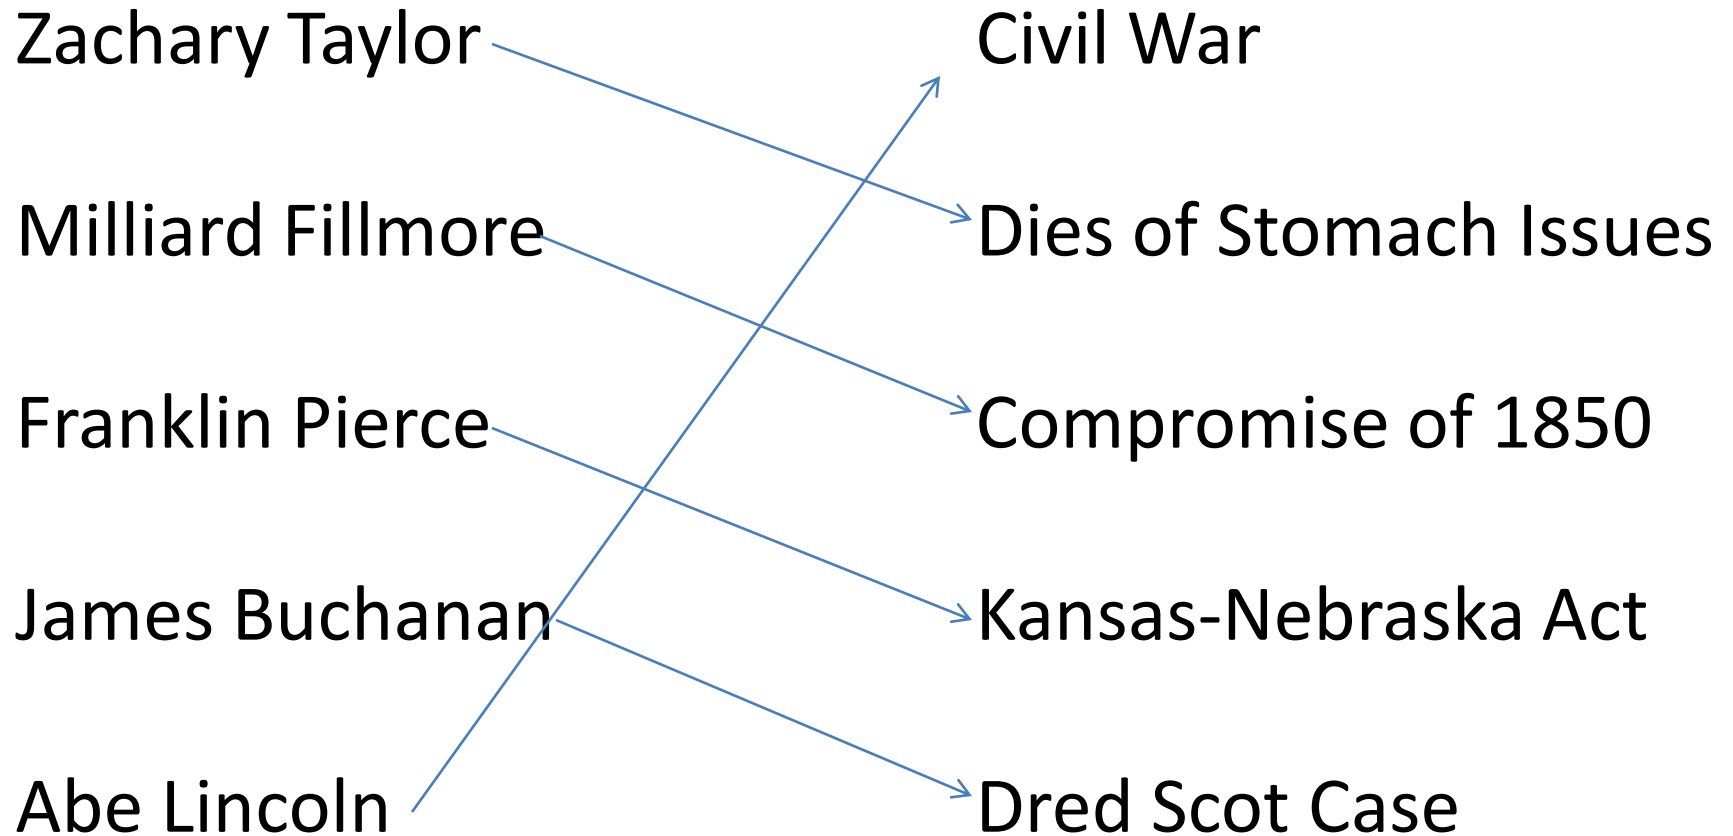 Zachary Taylor
Civil War
Milliard Fillmore
Dies of Stomach Issues
Franklin Pierce
Compromise of 1850
James Buchanan
Kansas-Nebraska Act
Abe Lincoln
Dred Scot Case